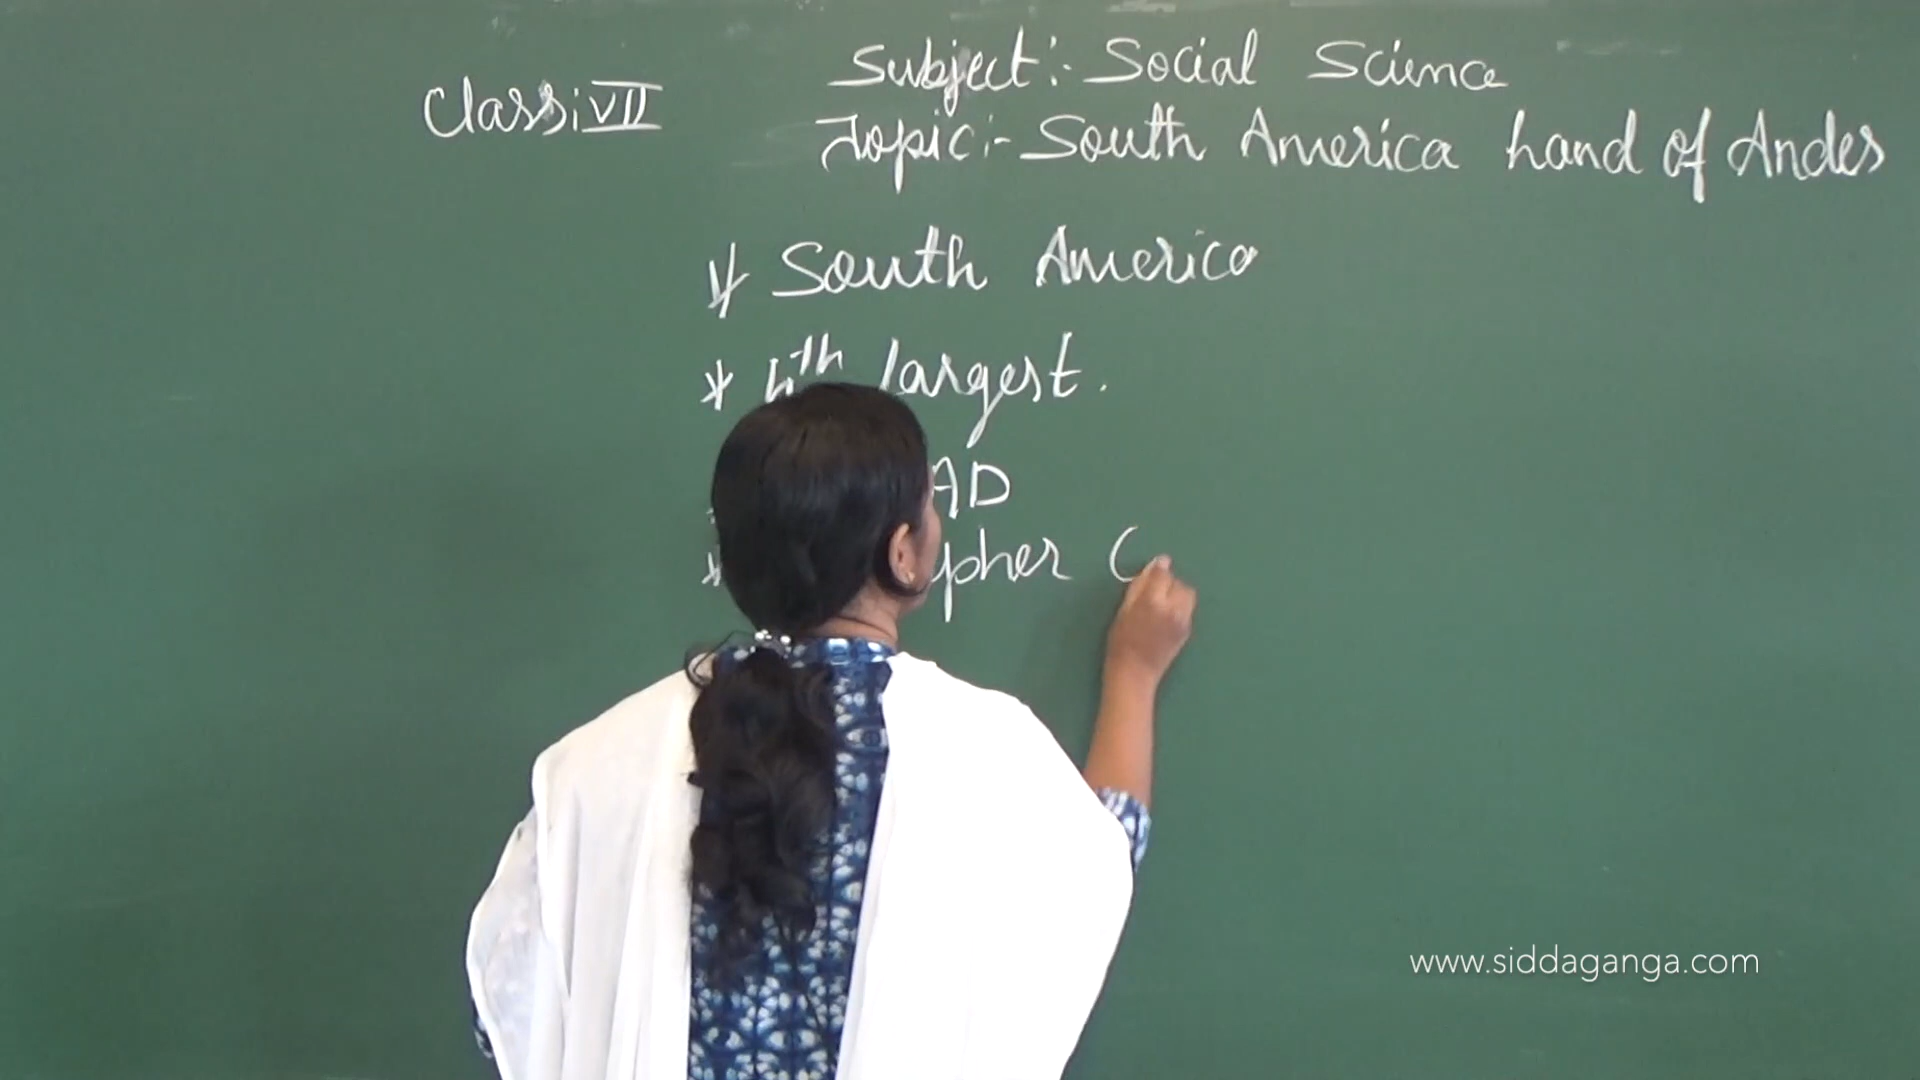 Subject:- Social Science
Class:VII
Topic:- South America Land of Andes
* South America
* 4th largest.
AD
* ypher C
www.siddaganga.com